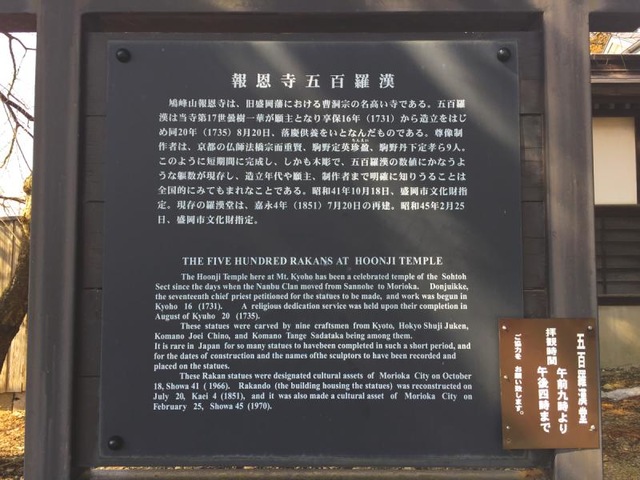 報恩寺五百羅漢
鳩峰山報恩寺は、旧盛岡藩における曹洞宗の名高い寺である。五百羅
漢は当寺第17世曇樹一華が願主となり享保16年（1731）から造立をはじ
め同20年（1735）8月20日、落慶供養をいとなんだものである。尊像制
作者は、京都の仏師法橋宗而重賢、駒野定英珍盈、駒野丹下定孝ら9人。
このように短期間に完成し、しかも木彫で、五百羅漢の数値にかなうよ
うな軀数が現存し、造立年代や願主、制作者まで明確に知りうることは
全国的にみてもまれなことである。昭和41年10月18日、盛岡市文化財指
定。現存の羅漢堂は、嘉永4年（1851）7月20日の再建。昭和45年2月25
日、盛岡市文化財指定。
THE FIVE HUNDRED RAKANS AT HOONJI TEMPLE
The Hoonji Temple here at Mt. Kyoho has been a celebrated temple of the Sohtoh
Sect since the days when the Nanbu Clan moved from Sannohe to Morioka. Donjuikke,
the seventeenth chief priest petitioned for the statues to be made, and work was begun in
Kyoho 16 (1731). A religious dedication service was held upon their completion in
August of Kyoho 20 (1735).
These statues were carved by nine craftsmen from Kyoto, Hokyo Shuji Juken,
Komano Joei Chino, and Komano Tange Sadataka being among them.
It is rare in Japan for so many statues to havebeen completed in such a short period, and
for the dates of construction and the names ofthe sculptors to have been recorded and
placed on the statues.
These Rakan statues were designated cultural assets of Morioka City on October
18, Showa 41 (1966). Rakando (the building housing the statues) was reconstructed on
July 20, Kaei 4 (1851), and it was also made a cultural asset of Morioka City on
February 25, Showa 45 (1970).
五百羅漢堂
拝観時間 午前九時より
午後四時まで
ご協力を お願い致します。